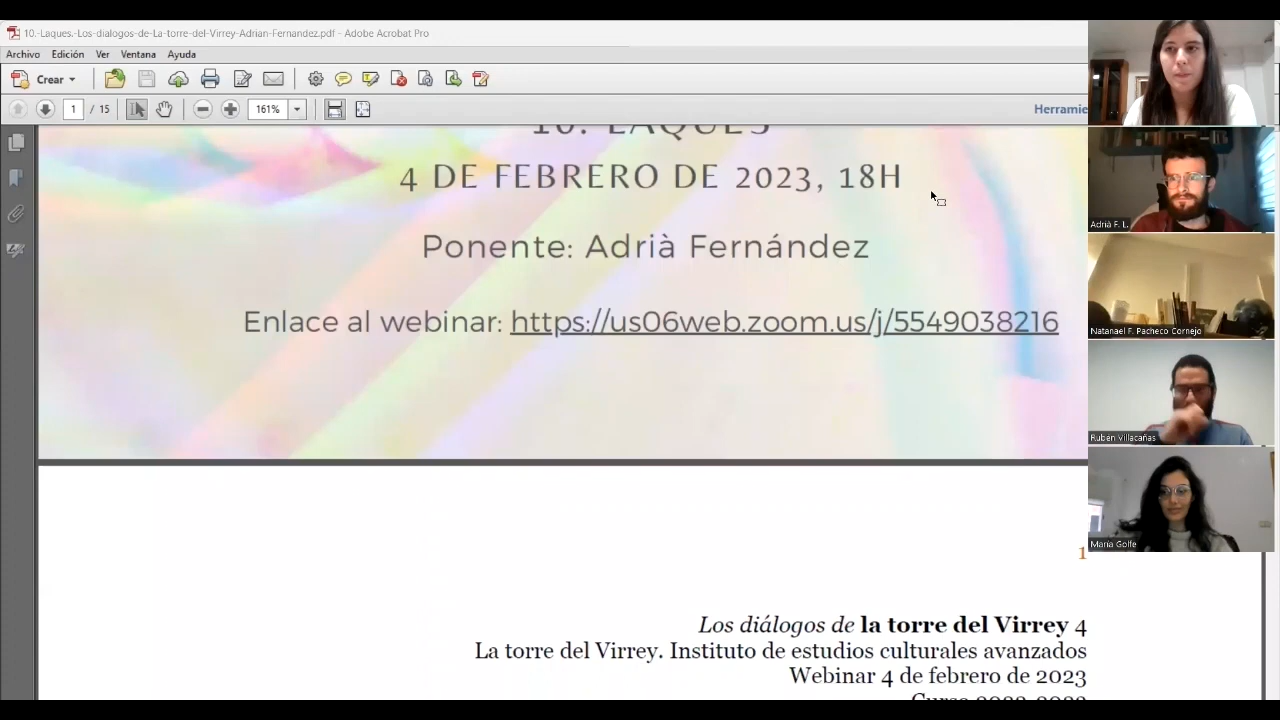 10.-Laques.-Los-dialogos-de-La-torre-del-Virrey-Adrian-Fernandez.pdf - Adobe Acrobat Pro
Archivo Edición Ver Ventana Ayuda
Crear
1 / 15 161% Herramie
10. LAQUES
4 DE FEBRERO DE 2023, 18H
Ponente: Adrià Fernández
Enlace al webinar: https://us06web.zoom.us/j/5549038216
1
Los diálogos de la torre del Virrey 4
La torre del Virrey. Instituto de estudios culturales avanzados
Webinar 4 de febrero de 2023
Adrià F. L.
Natanael F. Pacheco Cornejo
Ruben Villacañas
María Golfe